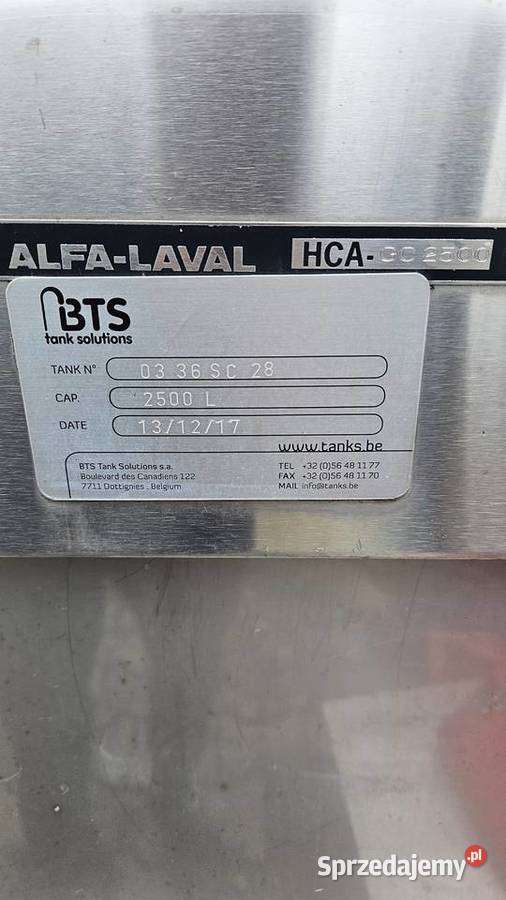 ALFA-LAVAL HCA-GC 2500
BTS
tank solutions
TANK N° 03 36 SC 28
CAP. 2500 L
DATE 13/12/17
www.tanks.be
BTS Tank Solutions s.a.
Boulevard des Canadiens 122
7711 Dottignies . Belgium
TEL +32 (0)56 48 11 77
FAX +32 (0)56 48 11 70
MAIL info@tanks.be
Sprzedajemy.pl